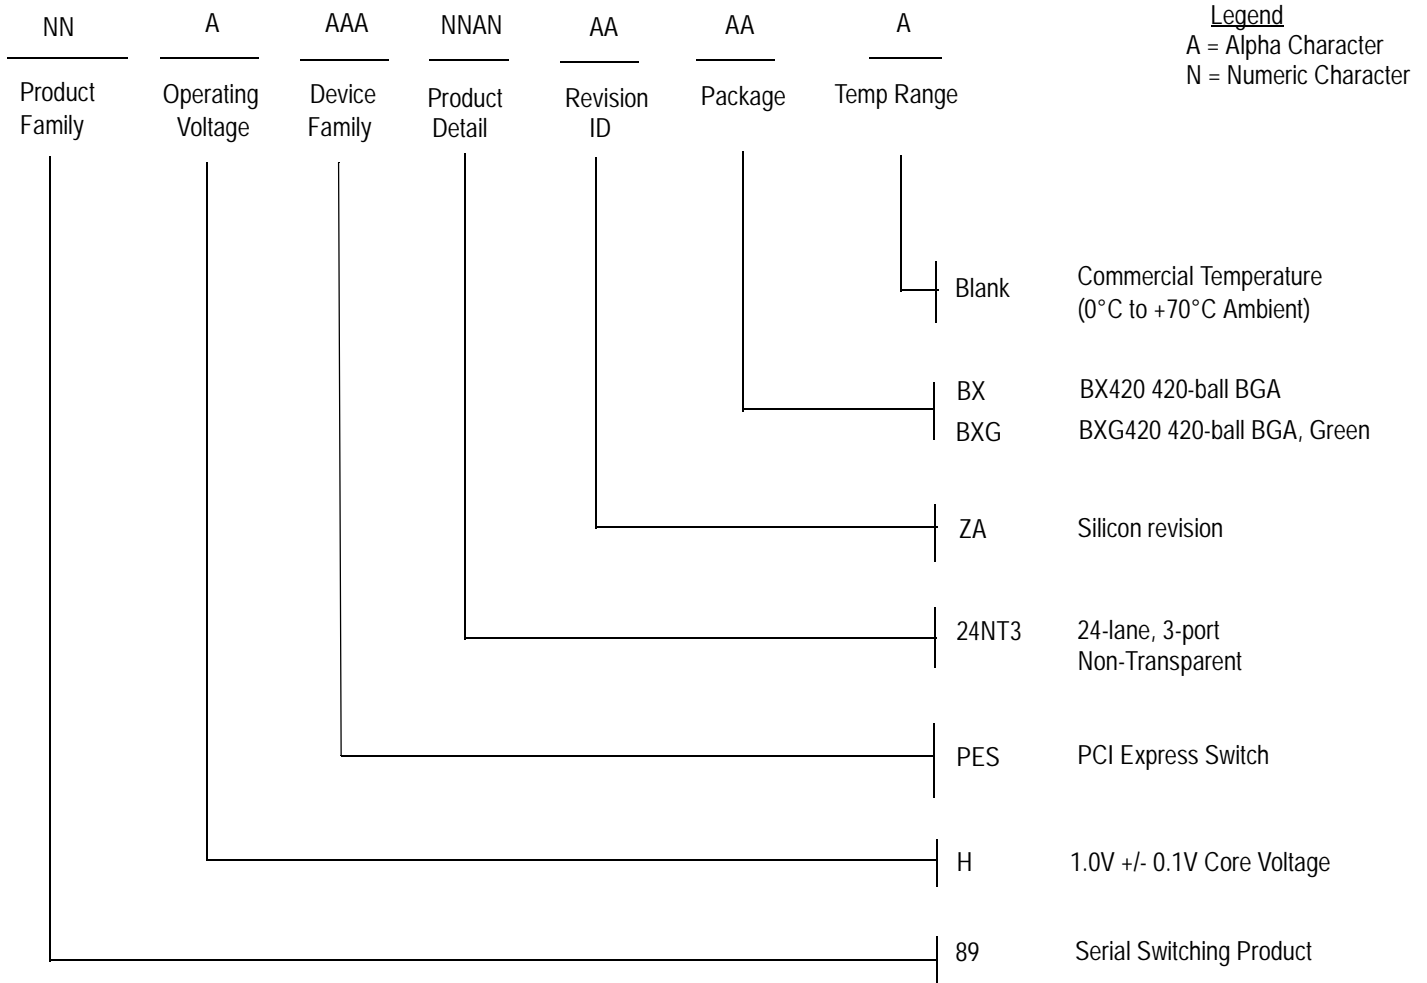 NN A AAA NNAN AA AA A
Product Family
Operating Voltage
Device Family
Product Detail
Revision ID
Package
Temp Range
Legend
A = Alpha Character
N = Numeric Character
Blank Commercial Temperature
(0°C to +70°C Ambient)
BX BX420 420-ball BGA
BXG BXG420 420-ball BGA, Green
ZA Silicon revision
24NT3 24-lane, 3-port
Non-Transparent
PES PCI Express Switch
H 1.0V +/- 0.1V Core Voltage
89 Serial Switching Product